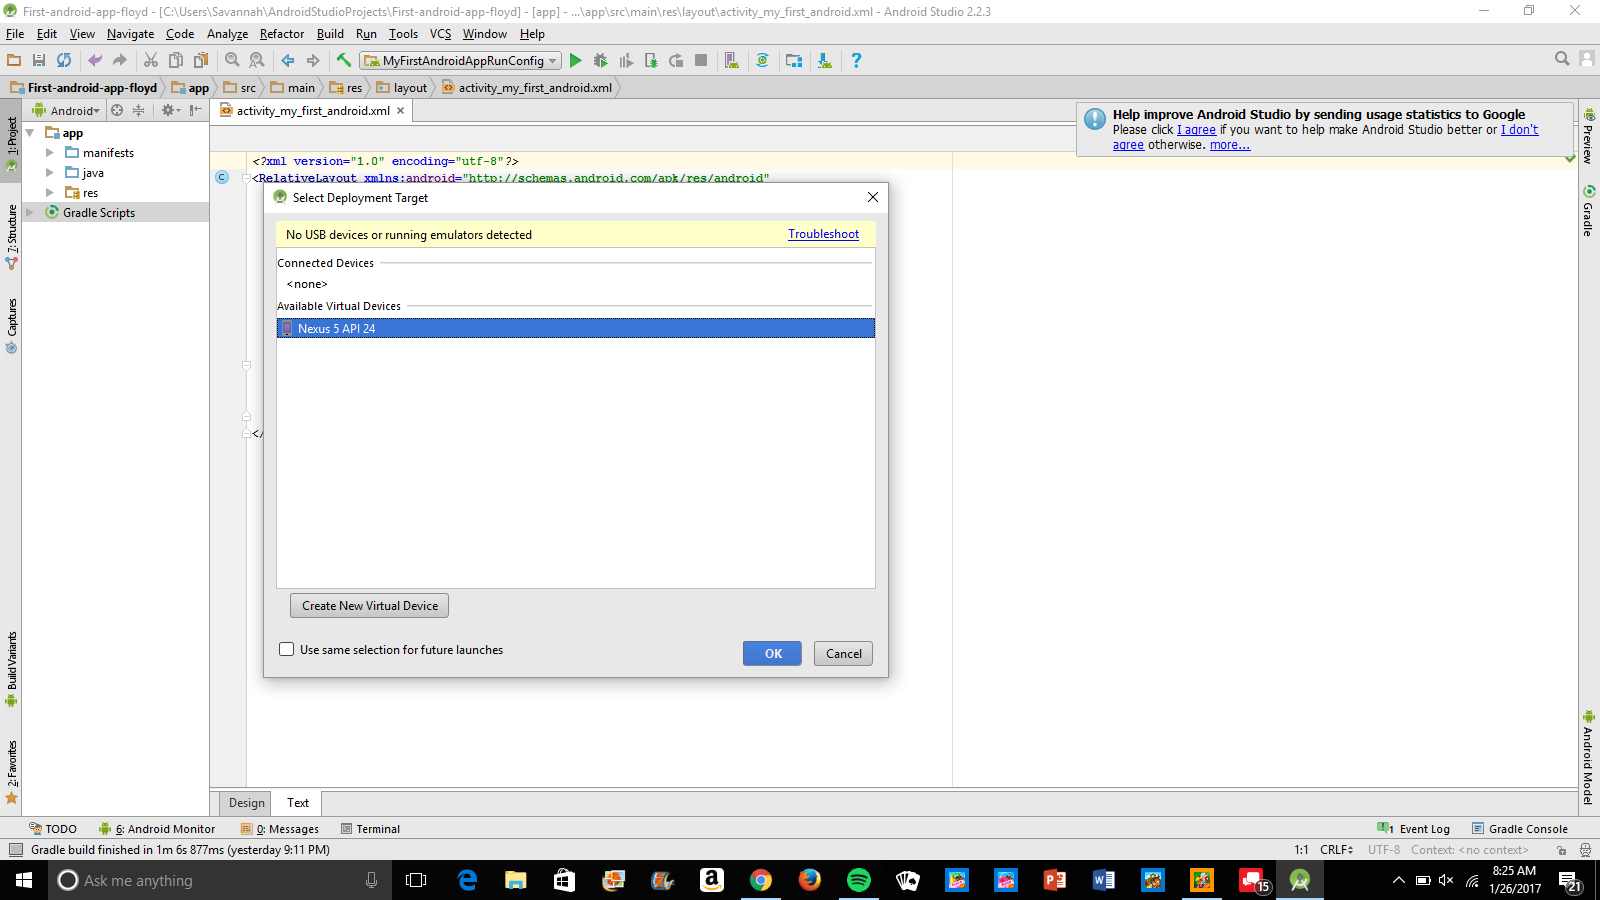 First-android-app-floyd - [C:\Users\Savannah\AndroidStudioProjects\First-android-app-floyd] - [app] - ...\app\src\main\res\layout\activity_my_first_android.xml - Android Studio 2.2.3
File Edit View Navigate Code Analyze Refactor Build Run Tools VCS Window Help
MyFirstAndroidAppRunConfig
First-android-app-floyd app src main res layout activity_my_first_android.xml
Android
activity_my_first_android.xml
1: Project
7: Structure
Captures
Build Variants
2: Favorites
app
manifests
java
res
Gradle Scripts
Help improve Android Studio by sending usage statistics to Google
Please click I agree if you want to help make Android Studio better or I don't
agree otherwise. more...
Preview
Gradle
Android Model
<?xml version="1.0" encoding="utf-8"?>
<RelativeLayout xmlns:android="http://schemas.android.com/apk/res/android"
</
Select Deployment Target
No USB devices or running emulators detected Troubleshoot
Connected Devices
<none>
Available Virtual Devices
Nexus 5 API 24
Create New Virtual Device
Use same selection for future launches
OK Cancel
Design Text
TODO 6: Android Monitor 0: Messages Terminal 1 Event Log Gradle Console
Gradle build finished in 1m 6s 877ms (yesterday 9:11 PM) 1:1 CRLF UTF-8 Context: <no context>
Ask me anything
15
8:25 AM
1/26/2017
21